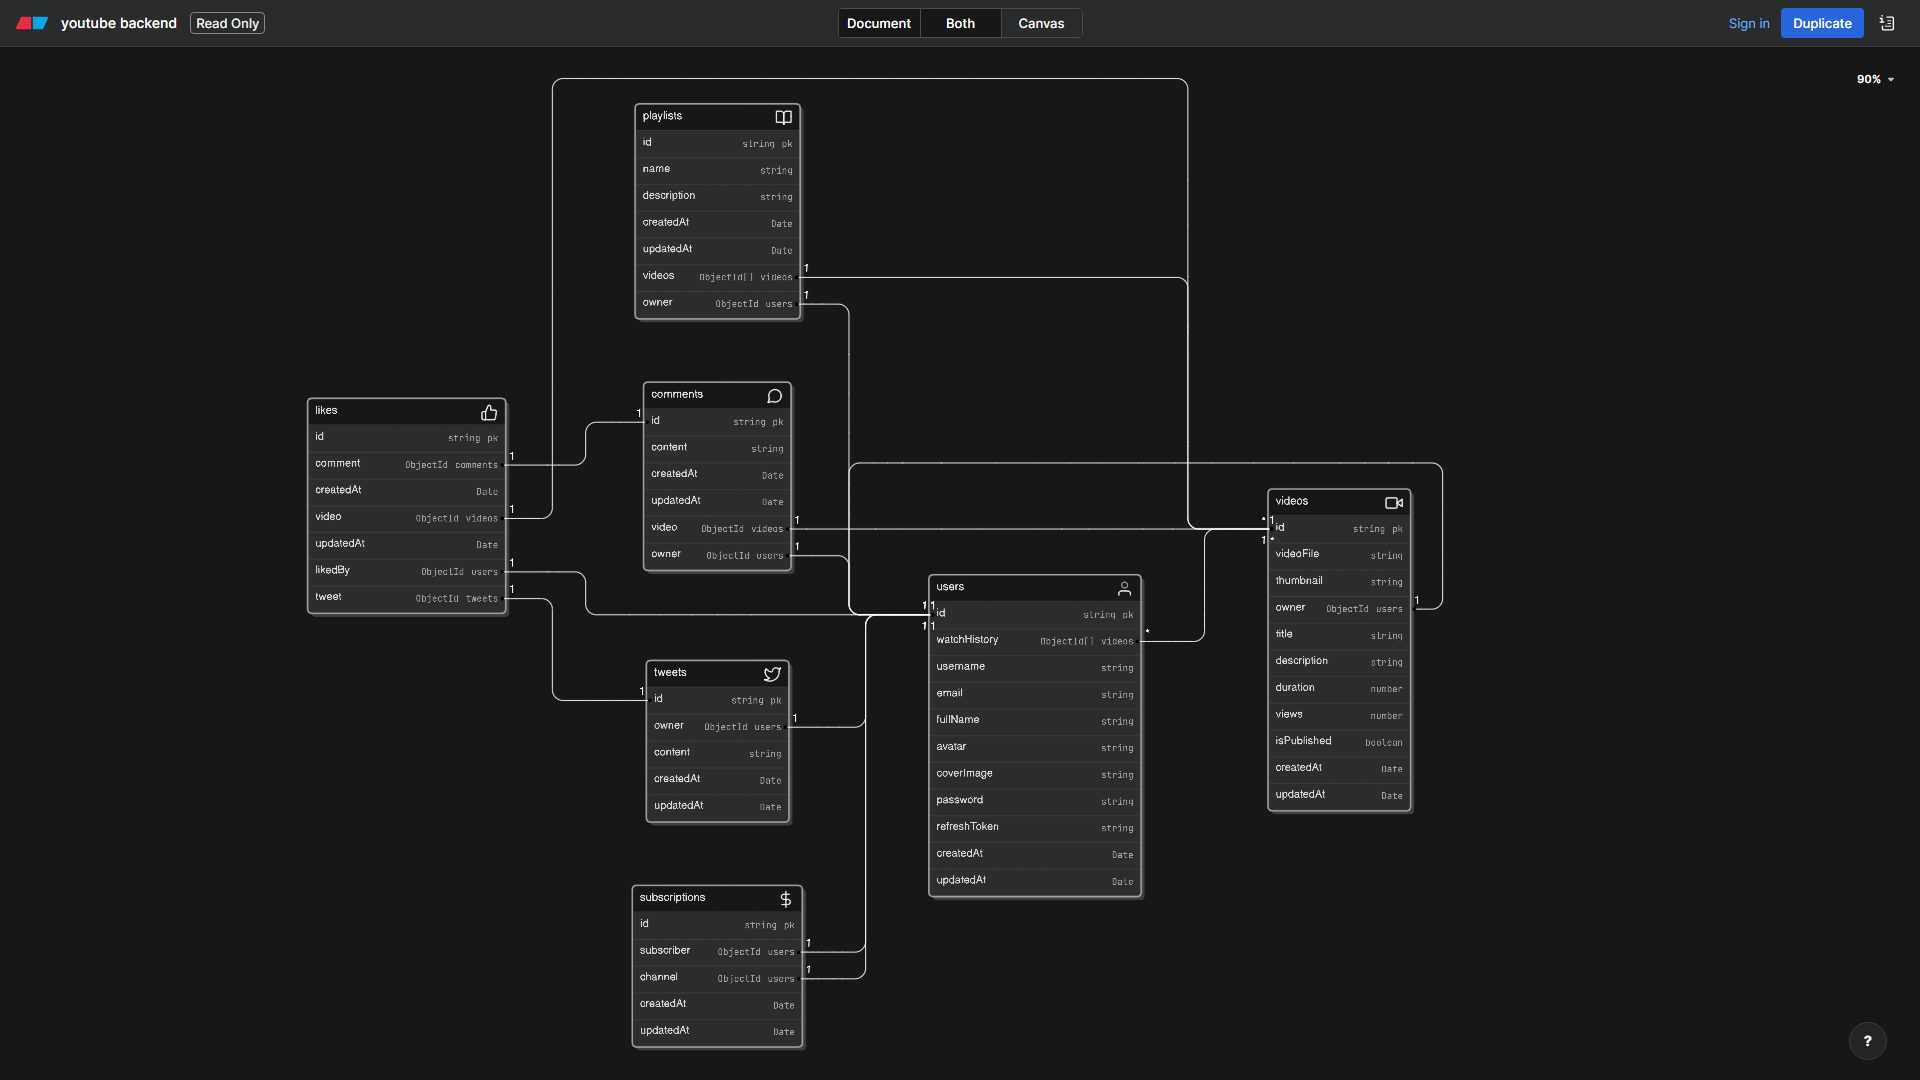 youtube backend
Read Only
Document
Both
Canvas
Sign in
Duplicate
90%
playlists
id string pk
name string
description string
createdAt Date
updatedAt Date
videos ObjectId[] videos 1
owner ObjectId users 1
likes
id string pk
comment ObjectId comments 1
createdAt Date
video ObjectId videos 1
updatedAt Date
likedBy ObjectId users 1
tweet ObjectId tweets 1
comments
1 id string pk
content string
createdAt Date
updatedAt Date
video ObjectId videos 1
owner ObjectId users 1
tweets
1 id string pk
owner ObjectId users 1
content string
createdAt Date
updatedAt Date
subscriptions
id string pk
subscriber ObjectId users 1
channel ObjectId users 1
createdAt Date
updatedAt Date
users
1 1
id string pk
1 1
watchHistory ObjectId[] videos *
username string
email string
fullName string
avatar string
coverImage string
password string
refreshToken string
createdAt Date
updatedAt Date
videos
* 1
id string pk
1 *
videoFile string
thumbnail string
owner ObjectId users 1
title string
description string
duration number
views number
isPublished boolean
createdAt Date
updatedAt Date
?